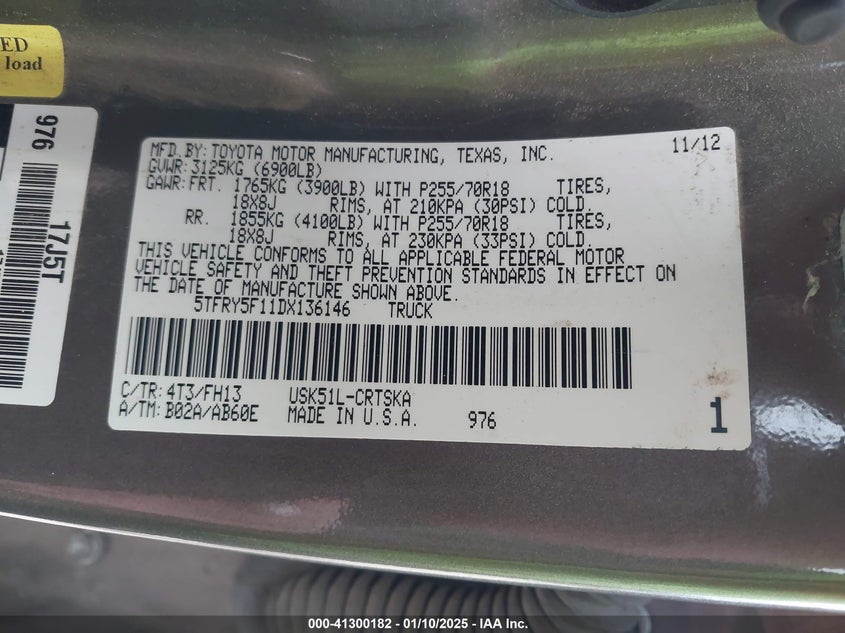 ED
load
976
17J5T
MFD.BY:TOYOTA MOTOR MANUFACTURING, TEXAS, INC. 11/12
GVWR:3125KG (6900LB)
GAWR:FRT. 1765KG (3900LB) WITH P255/70R18 TIRES,
18X8J RIMS, AT 210KPA (30PSI) COLD.
RR. 1855KG (4100LB) WITH P255/70R18 TIRES,
18X8J RIMS, AT 230KPA (33PSI) COLD.
THIS VEHICLE CONFORMS TO ALL APPLICABLE FEDERAL MOTOR
VEHICLE SAFETY AND THEFT PREVENTION STANDARDS IN EFFECT ON
THE DATE OF MANUFACTURE SHOWN ABOVE.
5TFRY5F11DX136146 TRUCK
C/TR:4T3/FH13 USK51L-CRTSKA
A/TM:B02A/AB60E MADE IN U.S.A. 976 1
000-41300182 / 01/10/2025 - IAA Inc.